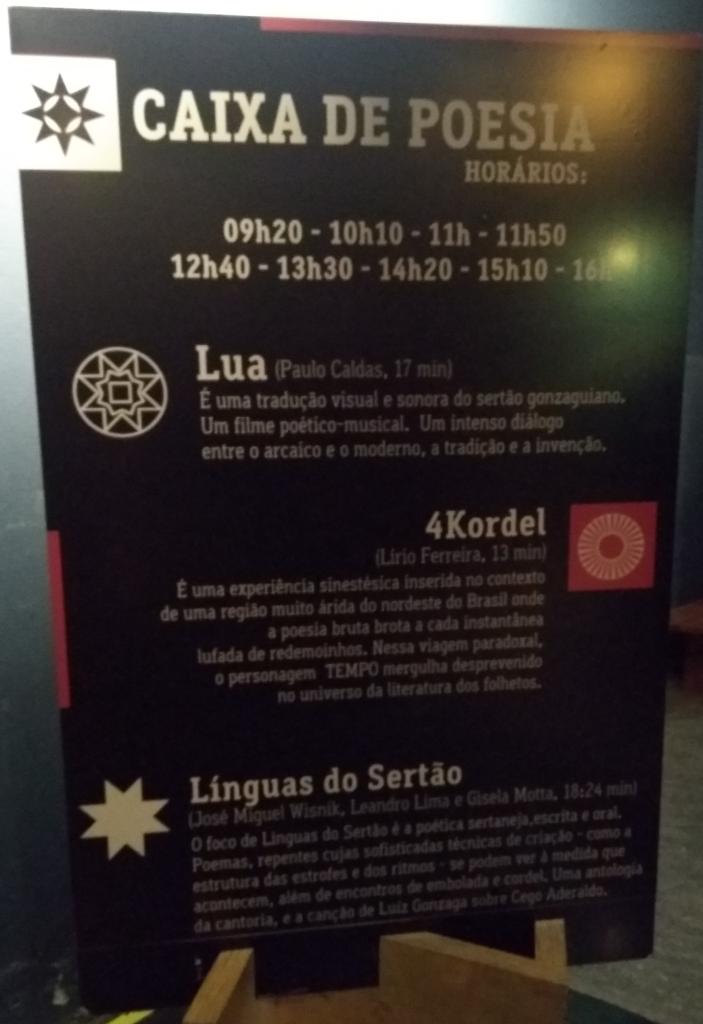 CAIXA DE POESIA
HORÁRIOS:
09h20 - 10h10 - 11h - 11h50
12h40 - 13h30 - 14h20 - 15h10 - 16h
Lua (Paulo Caldas, 17 min)
É uma tradução visual e sonora do sertão gonzaguiano.
Um filme poético-musical. Um intenso diálogo
entre o arcaico e o moderno, a tradição e a invenção.
4Kordel
(Lírio Ferreira, 13 min)
É uma experiência sinestésica inserida no contexto
de uma região muito árida do nordeste do Brasil onde
a poesia bruta brota a cada instantânea
lufada de redemoinhos. Nessa viagem paradoxal,
o personagem TEMPO mergulha desprevenido
no universo da literatura dos folhetos.
Línguas do Sertão
(José Miguel Wisnik, Leandro Lima e Gisela Motta, 18:24 min)
O foco de Línguas do Sertão é a poética sertaneja,escrita e oral.
Poemas, repentes cujas sofisticadas técnicas de criação - como a
estrutura das estrofes e dos ritmos - se podem ver à medida que
acontecem, além de encontros de embolada e cordel. Uma antologia
da cantoria, e a canção de Luiz Gonzaga sobre Cego Aderaldo.